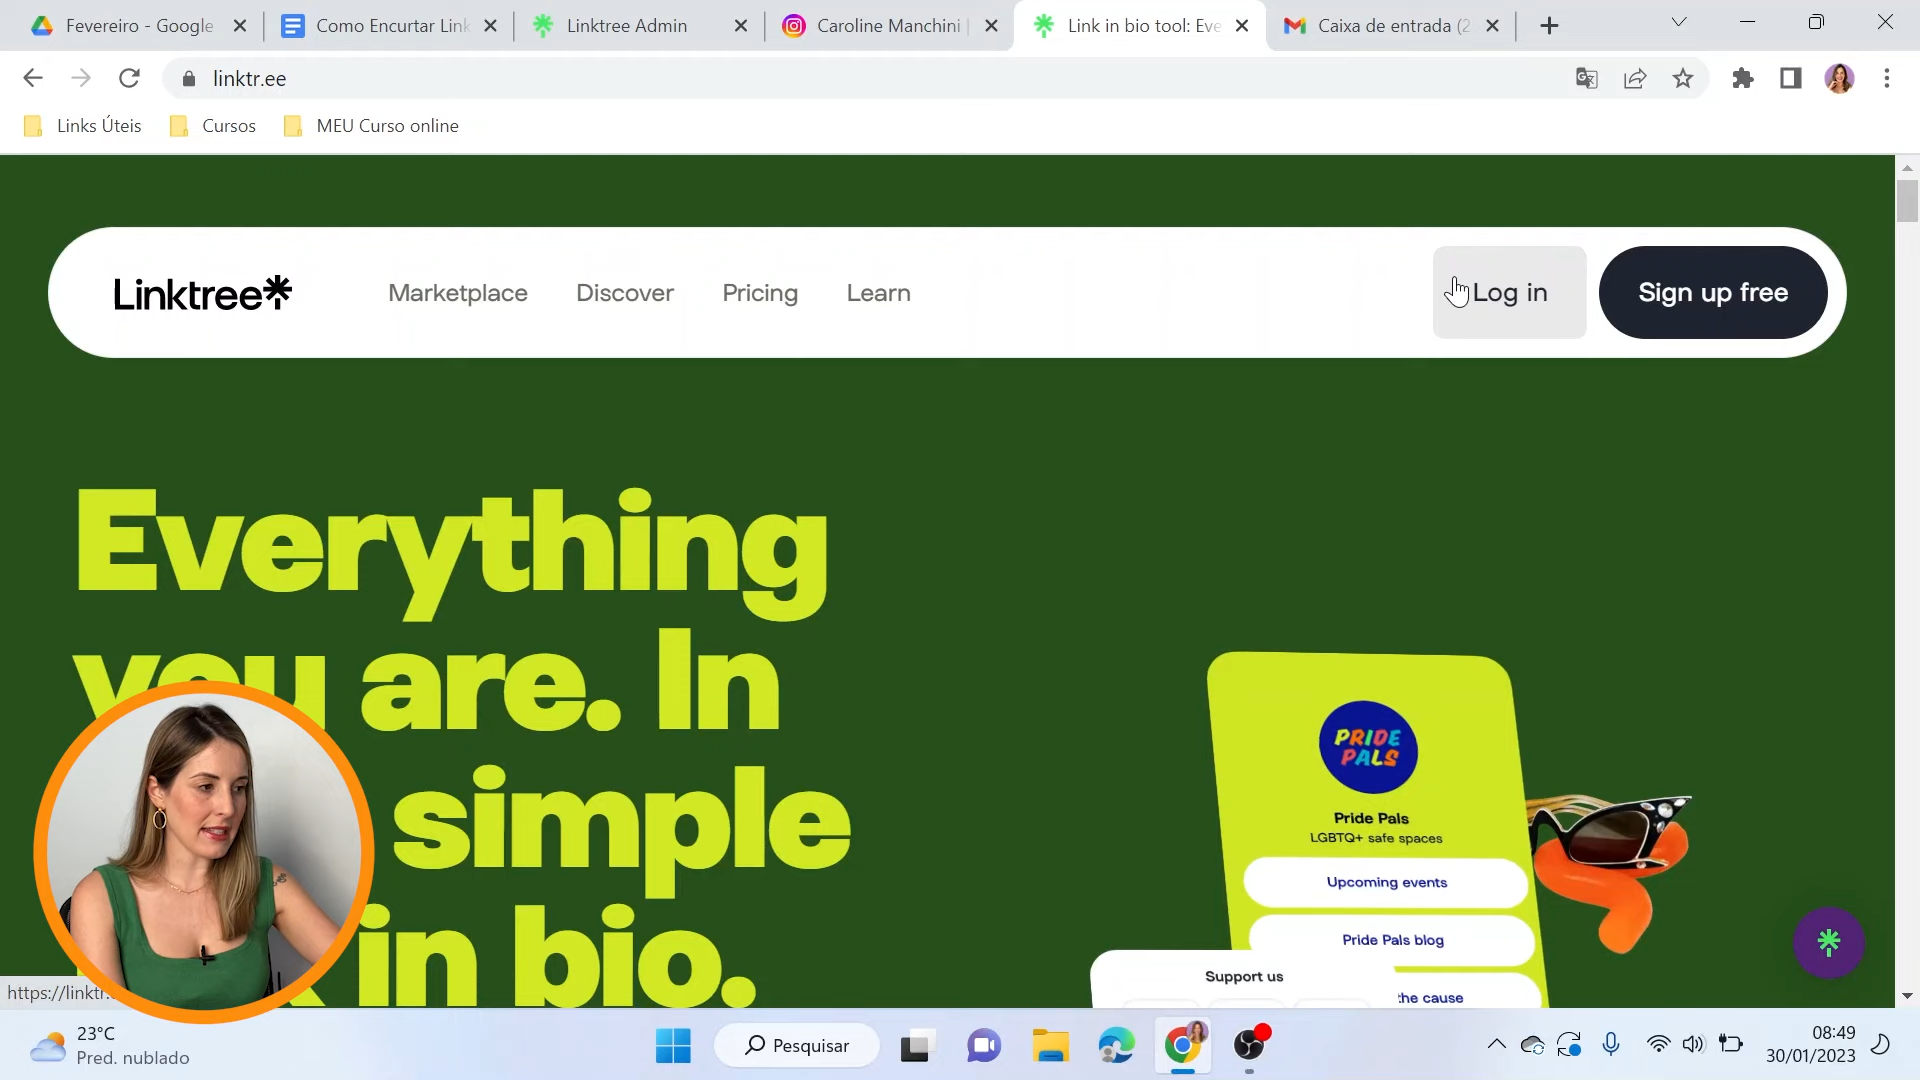 Fevereiro - Google
Como Encurtar Link
Linktree Admin
Caroline Manchini |
Link in bio tool: Eve
Caixa de entrada (2
linktr.ee
Links Úteis
Cursos
MEU Curso online
Linktree
Marketplace
Discover
Pricing
Learn
Log in
Sign up free
Everything
you are. In
simple
in bio.
PRIDE
PALS
Pride Pals
LGBTQ+ safe spaces
Upcoming events
Pride Pals blog
Support us
the cause
https://linktr.
23°C
Pred. nublado
Pesquisar
08:49
30/01/2023